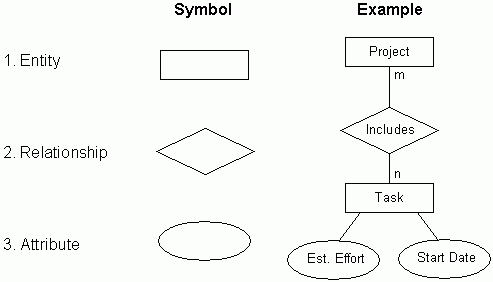 Symbol
Example
1. Entity
Project
m
2. Relationship
Includes
n
Task
3. Attribute
Est. Effort
Start Date